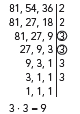 81, 54, 36 | 2
81, 27, 18 | 2
81, 27, 9 | 3
27, 9, 3 | 3
9, 3, 1 | 3
3, 1, 1 | 3
1, 1, 1 |
3 · 3 = 9